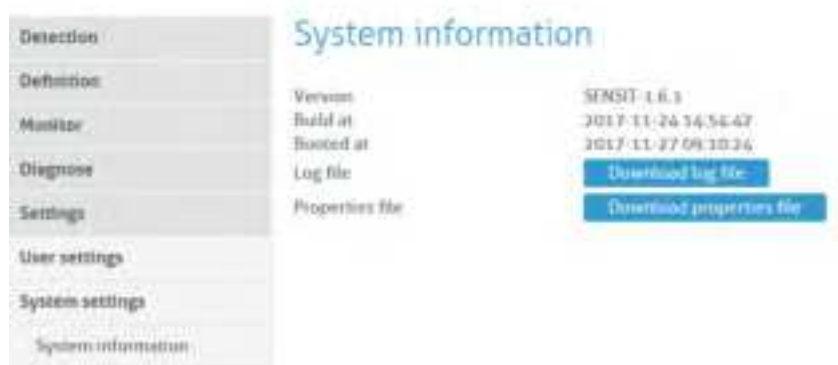 Detection
Definition
Monitor
Diagnose
Settings
User settings
System settings
System information
System information
Version SENSIT 1.6.1
Build at 2017-11-24 14:54:47
Booted at 2017-11-27 09:10:24
Log file Download log file
Properties file Download properties file